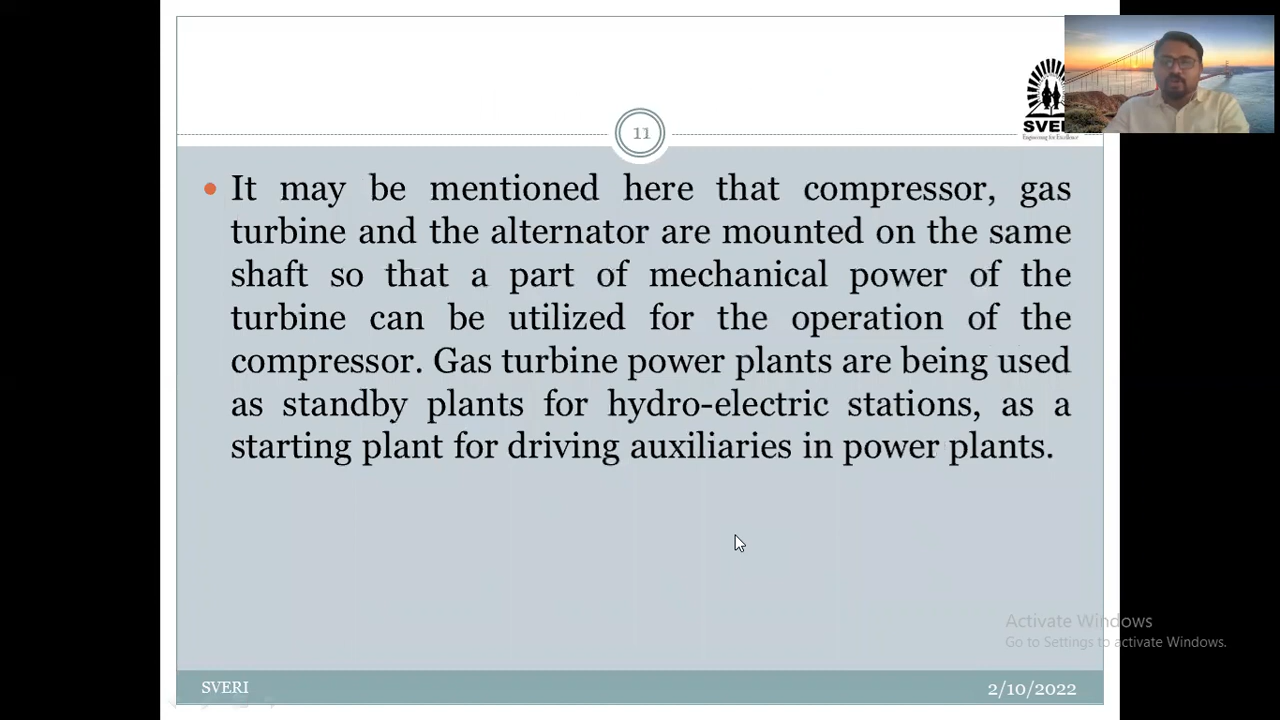 11
SVERI
Engineering for Excellence
It may be mentioned here that compressor, gas
turbine and the alternator are mounted on the same
shaft so that a part of mechanical power of the
turbine can be utilized for the operation of the
compressor. Gas turbine power plants are being used
as standby plants for hydro-electric stations, as a
starting plant for driving auxiliaries in power plants.
Activate Windows
Go to Settings to activate Windows.
SVERI
2/10/2022